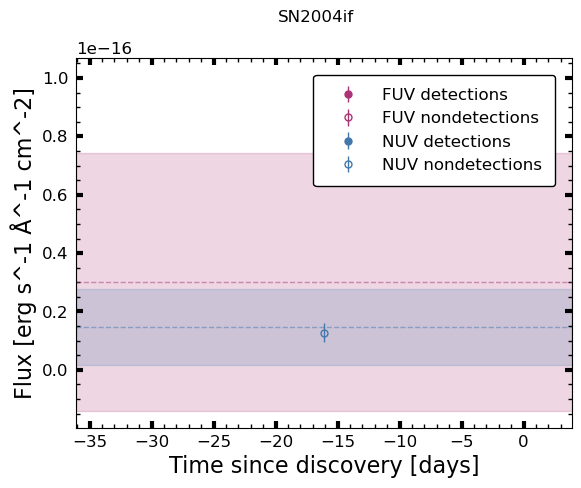 SN2004if
1e−16
1.0
0.8
0.6
0.4
0.2
0.0
Flux [erg s^-1 Å^-1 cm^-2]
FUV detections
FUV nondetections
NUV detections
NUV nondetections
−35 −30 −25 −20 −15 −10 −5 0
Time since discovery [days]